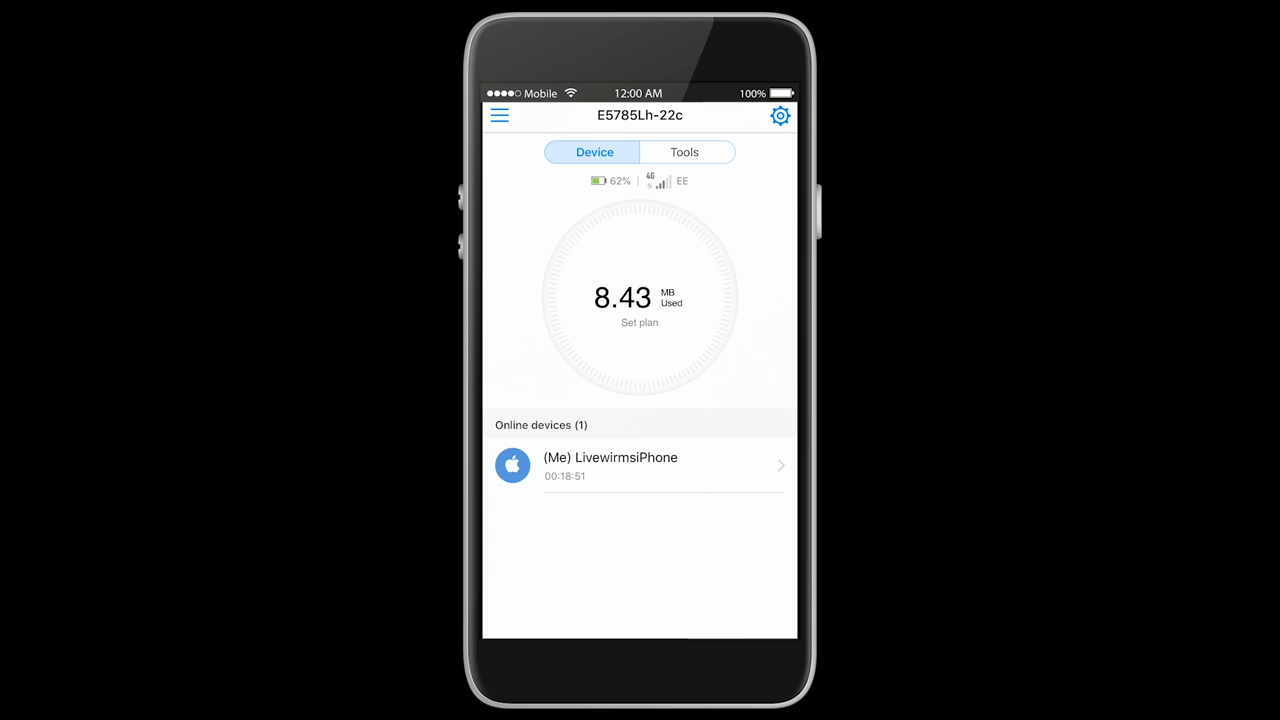 Mobile 12:00 AM 100%
E5785Lh-22c
Device Tools
62% 4G EE
8.43 MB Used
Set plan
Online devices (1)
(Me) LivewirmsiPhone
00:18:51